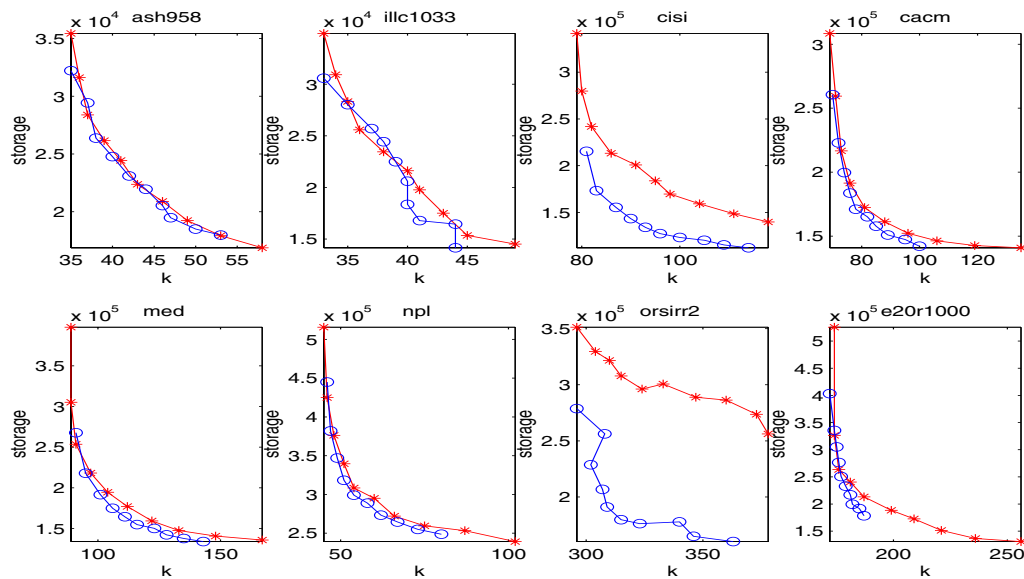 x 10^4 ash958
3.5
3
2.5
2
storage
35 40 45 50 55
k
x 10^4 illc1033
3
2.5
2
1.5
storage
35 40 44
k
x 10^5 cisi
3
2.5
2
1.5
storage
80 100
k
x 10^5 cacm
3
2.5
2
1.5
storage
80 100 120
k
x 10^5 med
3.5
3
2.5
2
1.5
storage
100 150
k
x 10^5 npl
4.5
4
3.5
3
2.5
storage
50 100
k
x 10^5 orsirr2
3.5
3
2.5
2
storage
300 350
k
x 10^5 e20r1000
5
4.5
4
3.5
3
2.5
2
1.5
storage
200 250
k